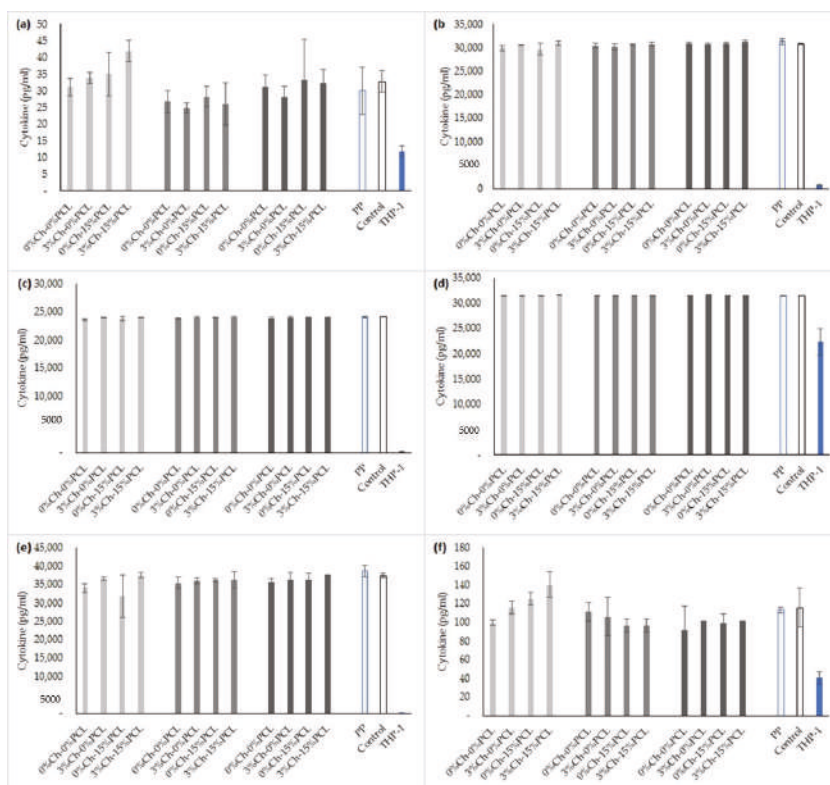 (a)
Cytokine (pg/ml)
50
45
40
35
30
25
20
15
10
5
-
0%Ch-0%PCL
3%Ch-0%PCL
0%Ch-15%PCL
3%Ch-15%PCL
0%Ch-0%PCL
3%Ch-0%PCL
0%Ch-15%PCL
3%Ch-15%PCL
0%Ch-0%PCL
3%Ch-0%PCL
0%Ch-15%PCL
3%Ch-15%PCL
PP
Control
THP-1
(b)
Cytokine (pg/ml)
35,000
30,000
25,000
20,000
15,000
10,000
5000
0
0%Ch-0%PCL
3%Ch-0%PCL
0%Ch-15%PCL
3%Ch-15%PCL
0%Ch-0%PCL
3%Ch-0%PCL
0%Ch-15%PCL
3%Ch-15%PCL
0%Ch-0%PCL
3%Ch-0%PCL
0%Ch-15%PCL
3%Ch-15%PCL
PP
Control
THP-1
(c)
Cytokine (pg/ml)
30,000
25,000
20,000
15,000
10,000
5000
-
0%Ch-0%PCL
3%Ch-0%PCL
0%Ch-15%PCL
3%Ch-15%PCL
0%Ch-0%PCL
3%Ch-0%PCL
0%Ch-15%PCL
3%Ch-15%PCL
0%Ch-0%PCL
3%Ch-0%PCL
0%Ch-15%PCL
3%Ch-15%PCL
PP
Control
THP-1
(d)
Cytokine (pg/ml)
35,000
30,000
25,000
20,000
15,000
10,000
5000
-
0%Ch-0%PCL
3%Ch-0%PCL
0%Ch-15%PCL
3%Ch-15%PCL
0%Ch-0%PCL
3%Ch-0%PCL
0%Ch-15%PCL
3%Ch-15%PCL
0%Ch-0%PCL
3%Ch-0%PCL
0%Ch-15%PCL
3%Ch-15%PCL
PP
Control
THP-1
(e)
Cytokine (pg/ml)
45,000
40,000
35,000
30,000
25,000
20,000
15,000
10,000
5000
-
0%Ch-0%PCL
3%Ch-0%PCL
0%Ch-15%PCL
3%Ch-15%PCL
0%Ch-0%PCL
3%Ch-0%PCL
0%Ch-15%PCL
3%Ch-15%PCL
0%Ch-0%PCL
3%Ch-0%PCL
0%Ch-15%PCL
3%Ch-15%PCL
PP
Control
THP-1
(f)
Cytokine (pg/ml)
180
160
140
120
100
80
60
40
20
-
0%Ch-0%PCL
3%Ch-0%PCL
0%Ch-15%PCL
3%Ch-15%PCL
0%Ch-0%PCL
3%Ch-0%PCL
0%Ch-15%PCL
3%Ch-15%PCL
0%Ch-0%PCL
3%Ch-0%PCL
0%Ch-15%PCL
3%Ch-15%PCL
PP
Control
THP-1